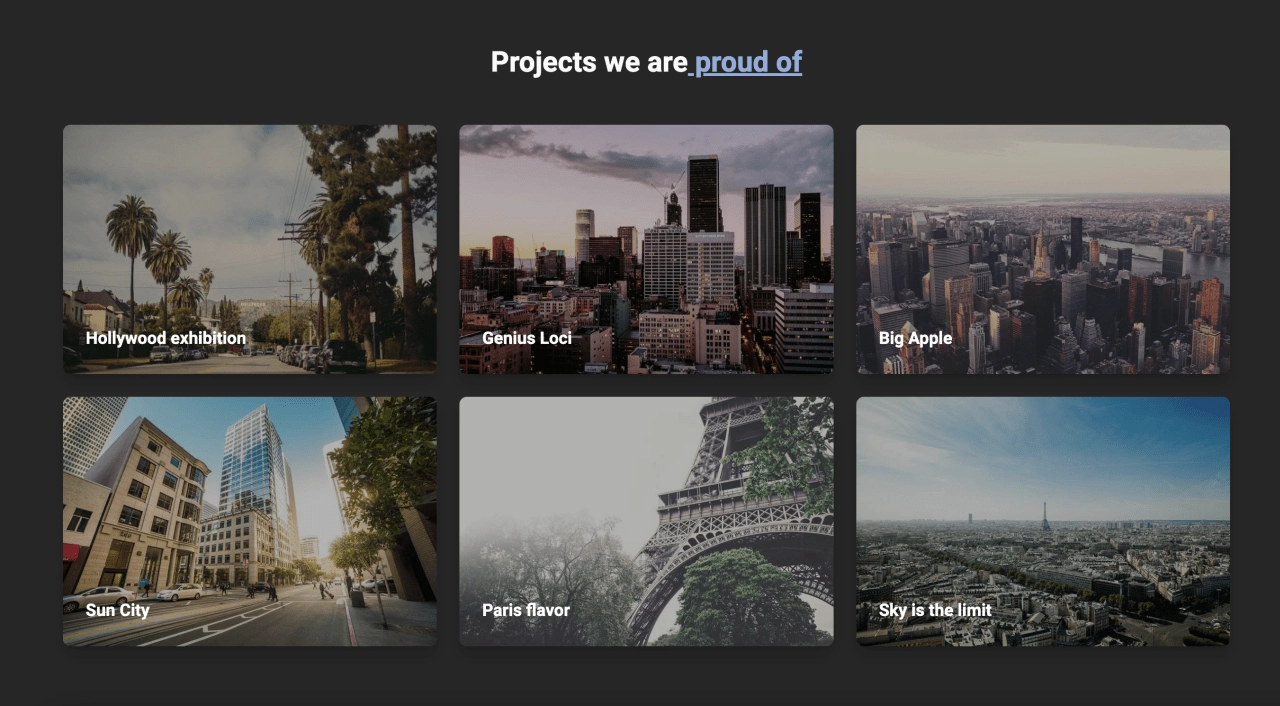 Projects we are proud of
Hollywood exhibition
Genius Loci
Big Apple
Sun City
Paris flavor
Sky is the limit